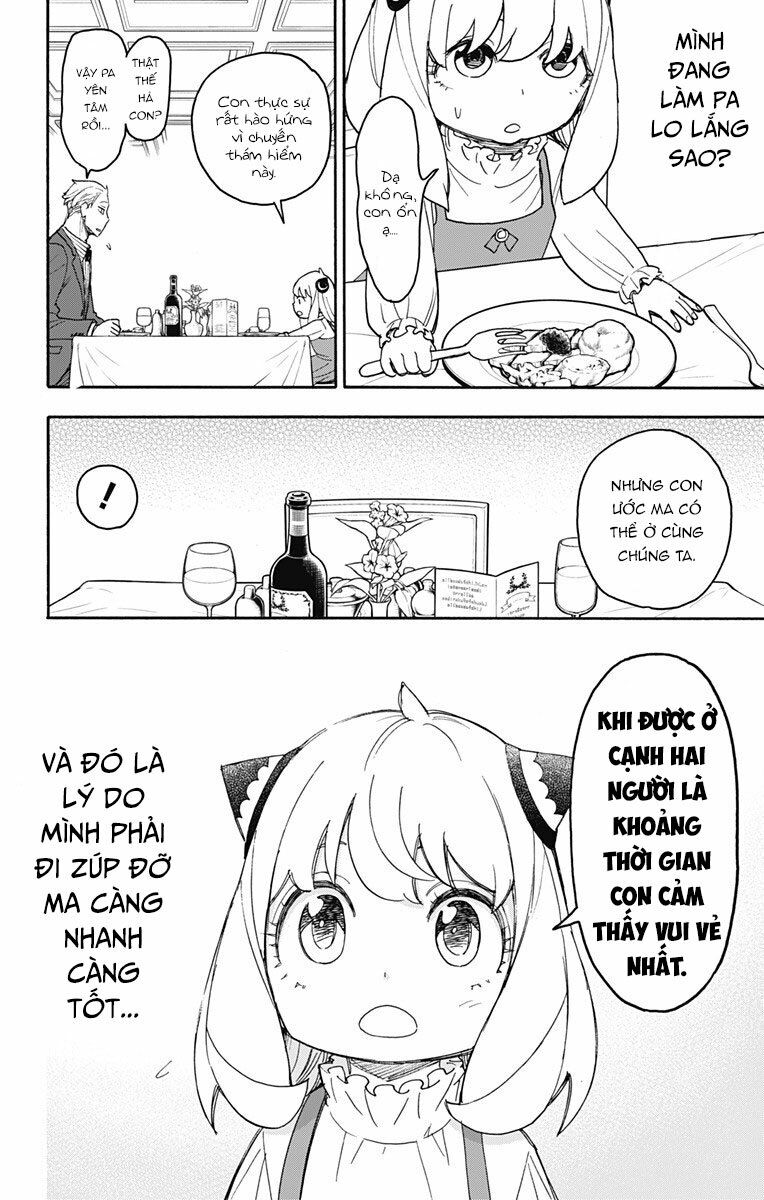 MÌNH
ĐANG
LÀM PA
LO LẮNG
SAO?
Dạ
không,
con ổn
ạ....
Con thực sự
rất hào hứng
vì chuyến
thám hiểm
này.
THẬT
THẾ
HẢ
CON?
VẬY PA
YÊN
TÂM
RỒI...
NHƯNG CON
ƯỚC MA CÓ
THỂ Ở CÙNG
CHÚNG TA.
!
KHI ĐƯỢC Ở
CẠNH HAI
NGƯỜI LÀ
KHOẢNG
THỜI GIAN
CON CẢM
THẤY VUI VẺ
NHẤT.
VÀ ĐÓ LÀ
LÝ DO
MÌNH PHẢI
ĐI ZÚP ĐỠ
MA CÀNG
NHANH
CÀNG
TỐT...